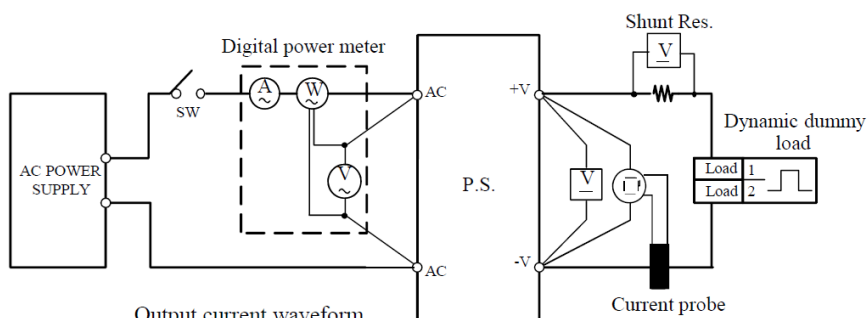 Shunt Res.
V
Digital power meter
A
W
AC
+V
SW
Dynamic dummy
load
AC POWER
SUPPLY
V
P.S.
V
Load 1
Load 2
AC
-V
Current probe
Output current waveform